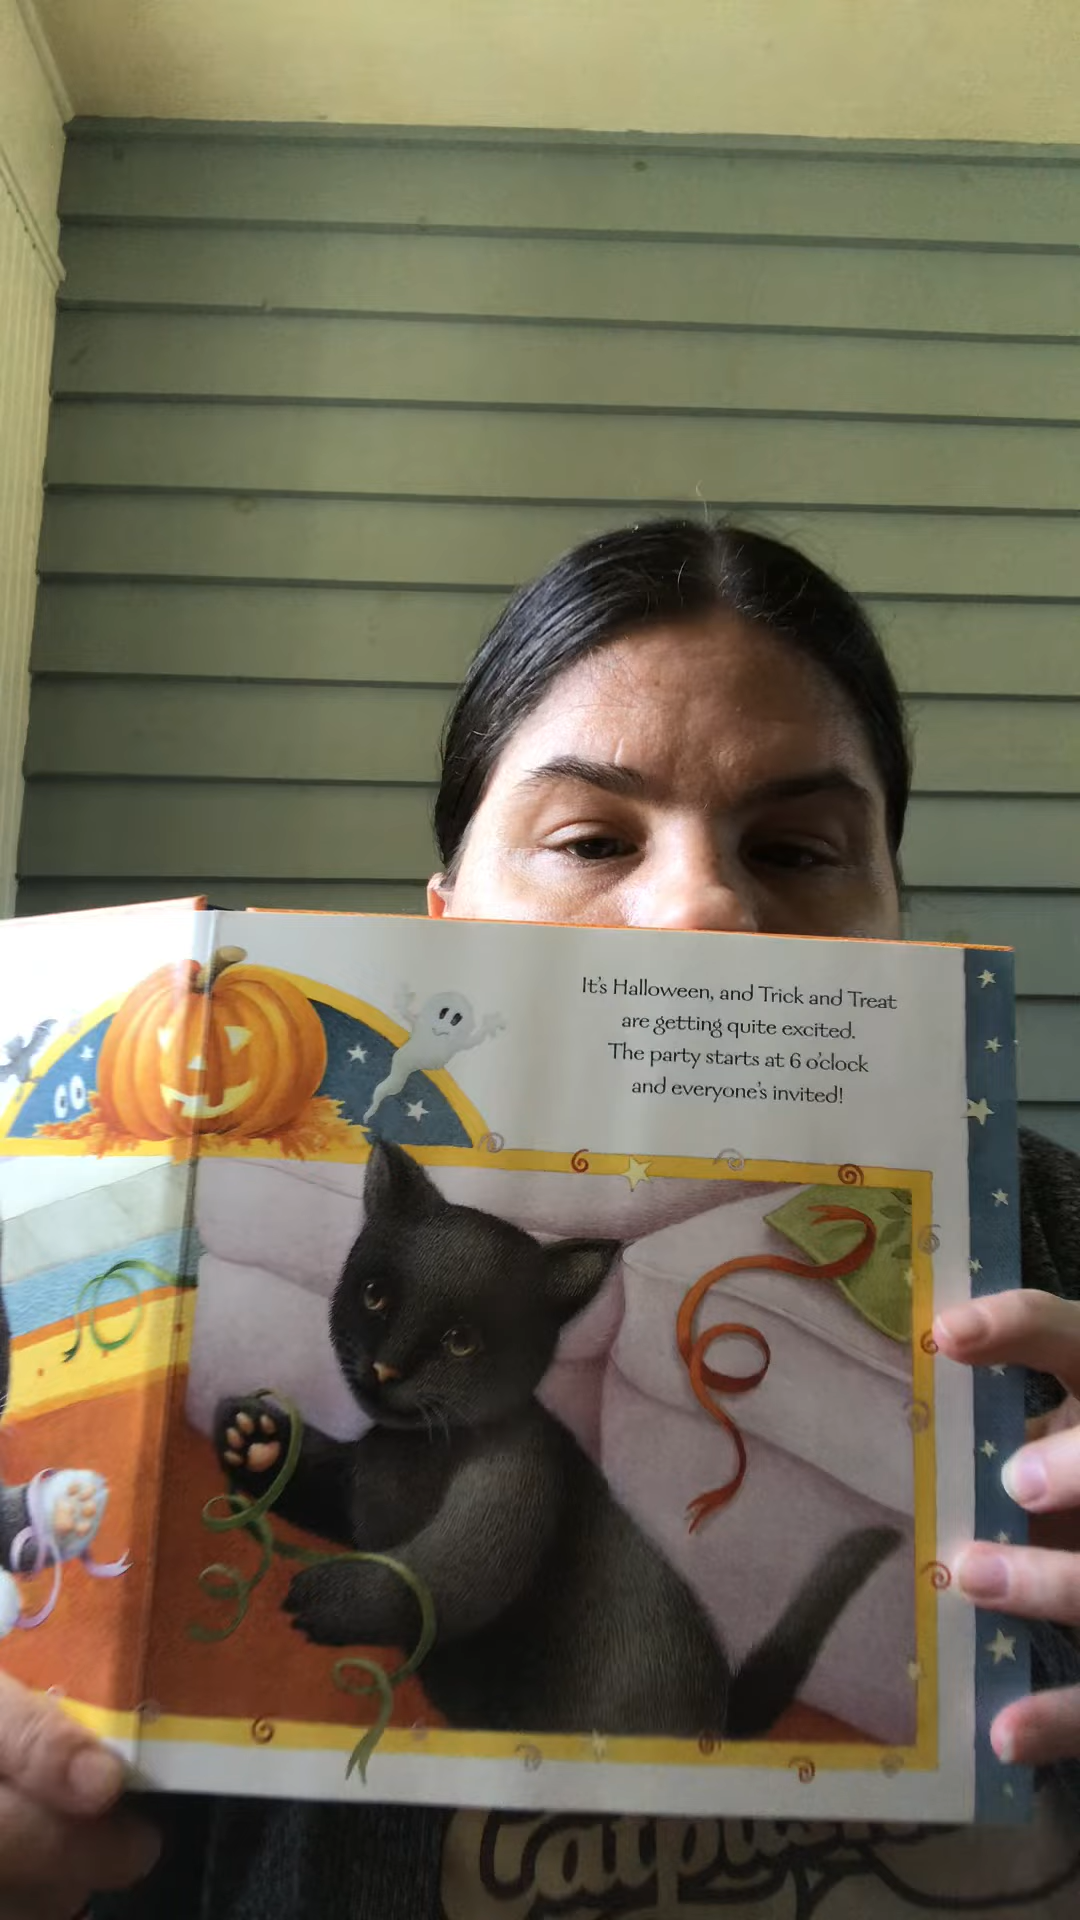 It's Halloween, and Trick and Treat
are getting quite excited.
The party starts at 6 o'clock
and everyone's invited!